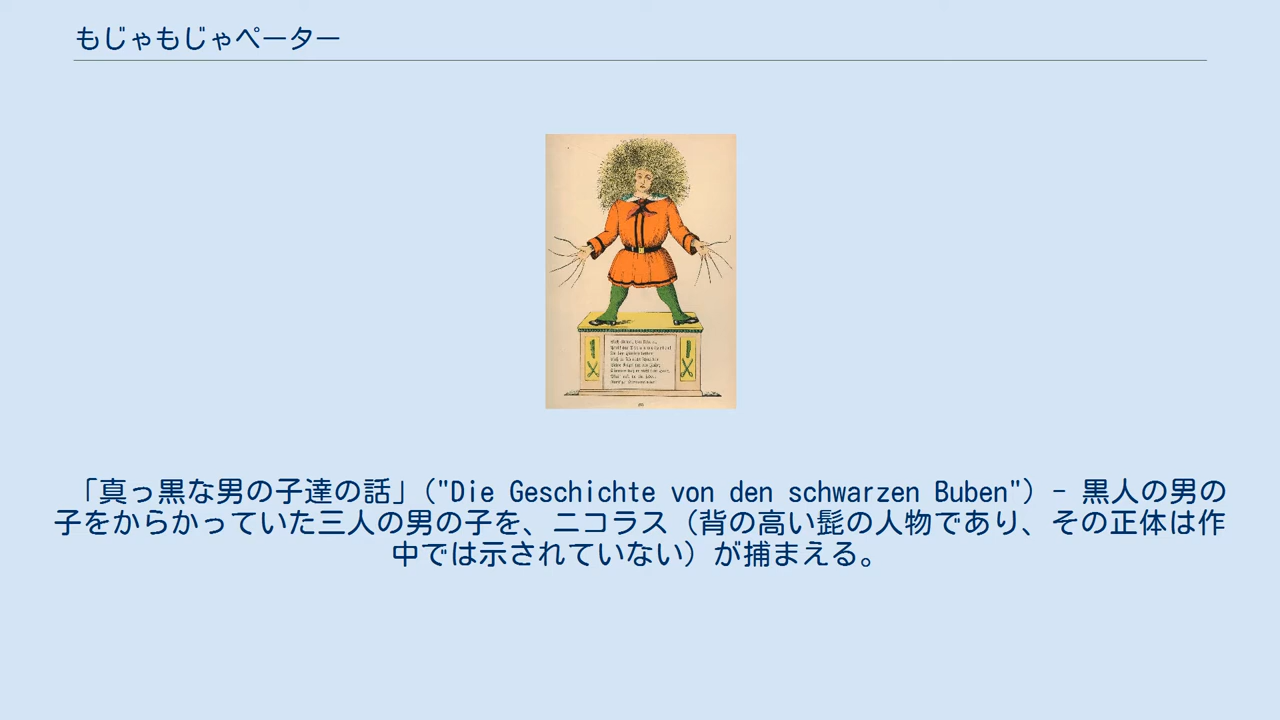 もじゃもじゃペーター
「真っ黒な男の子達の話」("Die Geschichte von den schwarzen Buben") – 黒人の男の
子をからかっていた三人の男の子を、ニコラス（背の高い髭の人物であり、その正体は作
中では示されていない）が捕まえる。